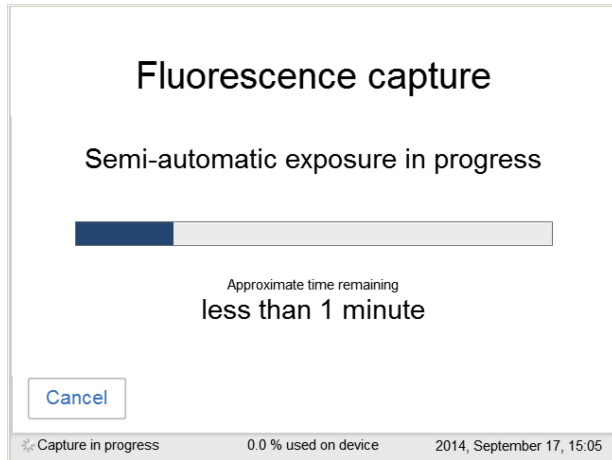 Fluorescence capture
Semi-automatic exposure in progress
Approximate time remaining
less than 1 minute
Cancel
Capture in progress 0.0 % used on device 2014, September 17, 15:05